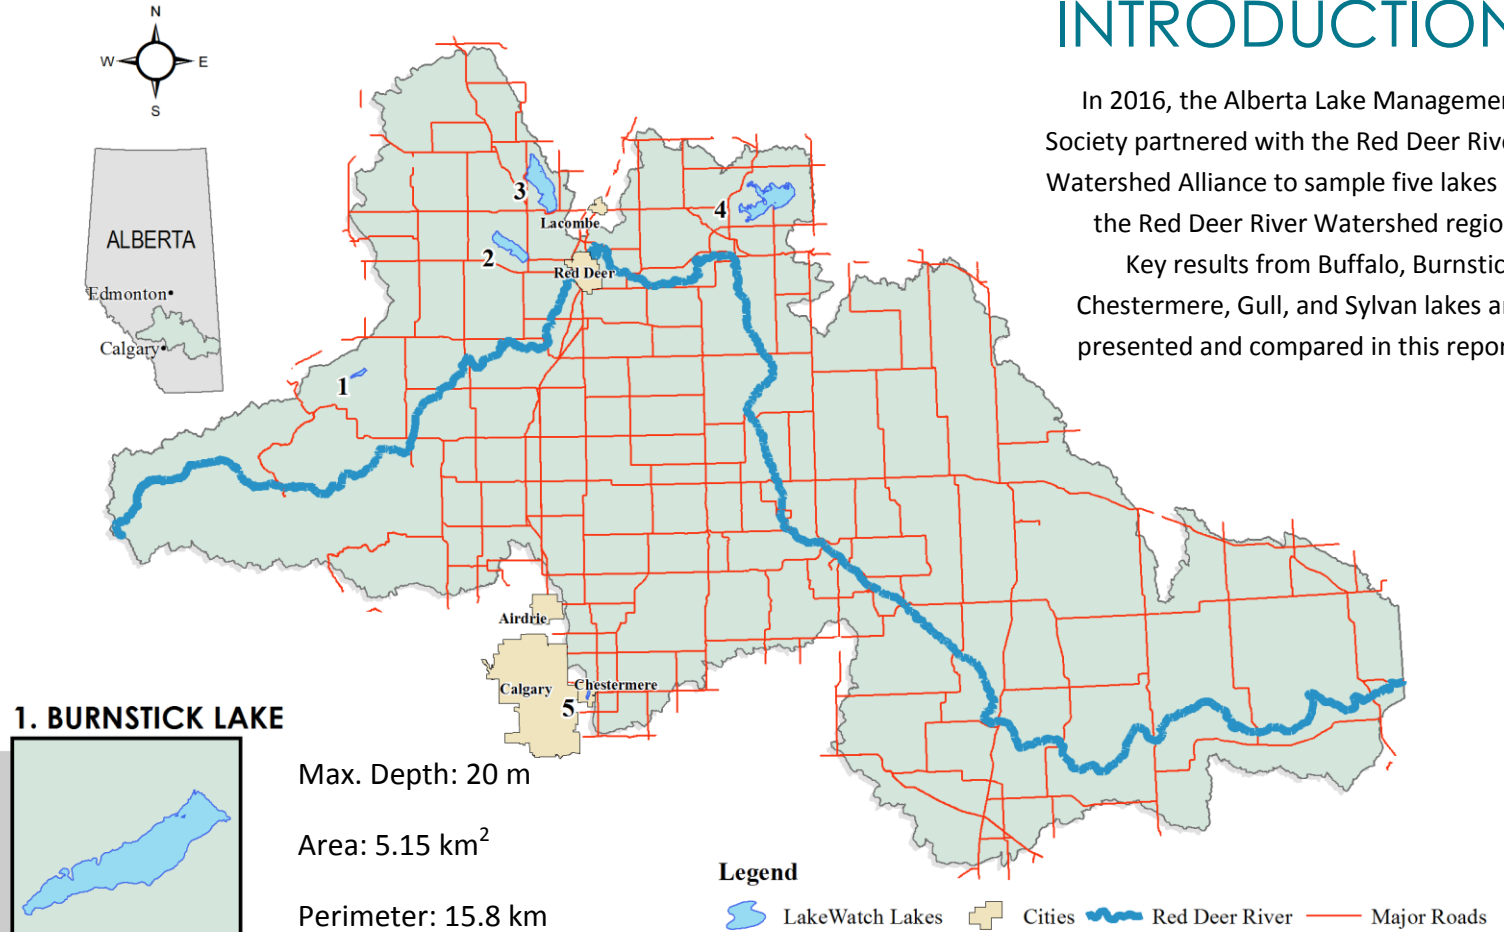 INTRODUCTION
In 2016, the Alberta Lake Managemen
Society partnered with the Red Deer Rive
Watershed Alliance to sample five lakes
the Red Deer River Watershed regio
Key results from Buffalo, Burnstic
Chestermere, Gull, and Sylvan lakes a
presented and compared in this repor
N
W E
S
ALBERTA
Edmonton
Calgary
3
4
Lacombe
2
Red Deer
1
Airdrie
Calgary
Chestermere
5
1. BURNSTICK LAKE
Max. Depth: 20 m
Area: 5.15 km²
Perimeter: 15.8 km
Legend
LakeWatch Lakes Cities Red Deer River Major Roads